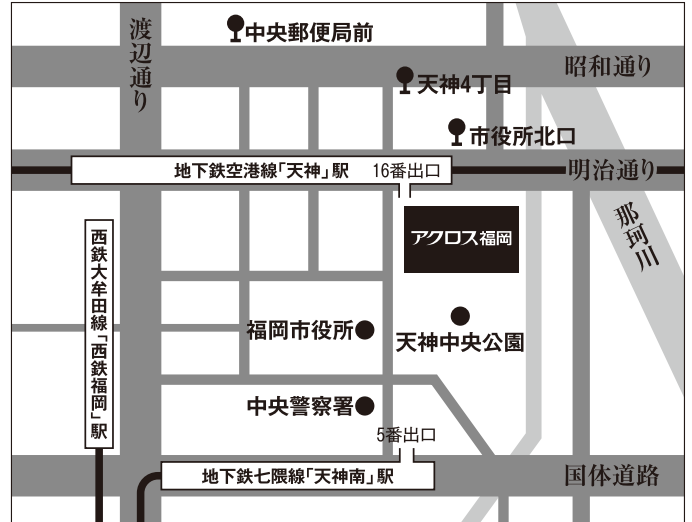 渡辺通り
中央郵便局前
昭和通り
天神4丁目
市役所北口
地下鉄空港線「天神」駅
16番出口
明治通り
アクロス福岡
那珂川
西鉄大牟田線「西鉄福岡」駅
福岡市役所
天神中央公園
中央警察署
5番出口
地下鉄七隈線「天神南」駅
国体道路